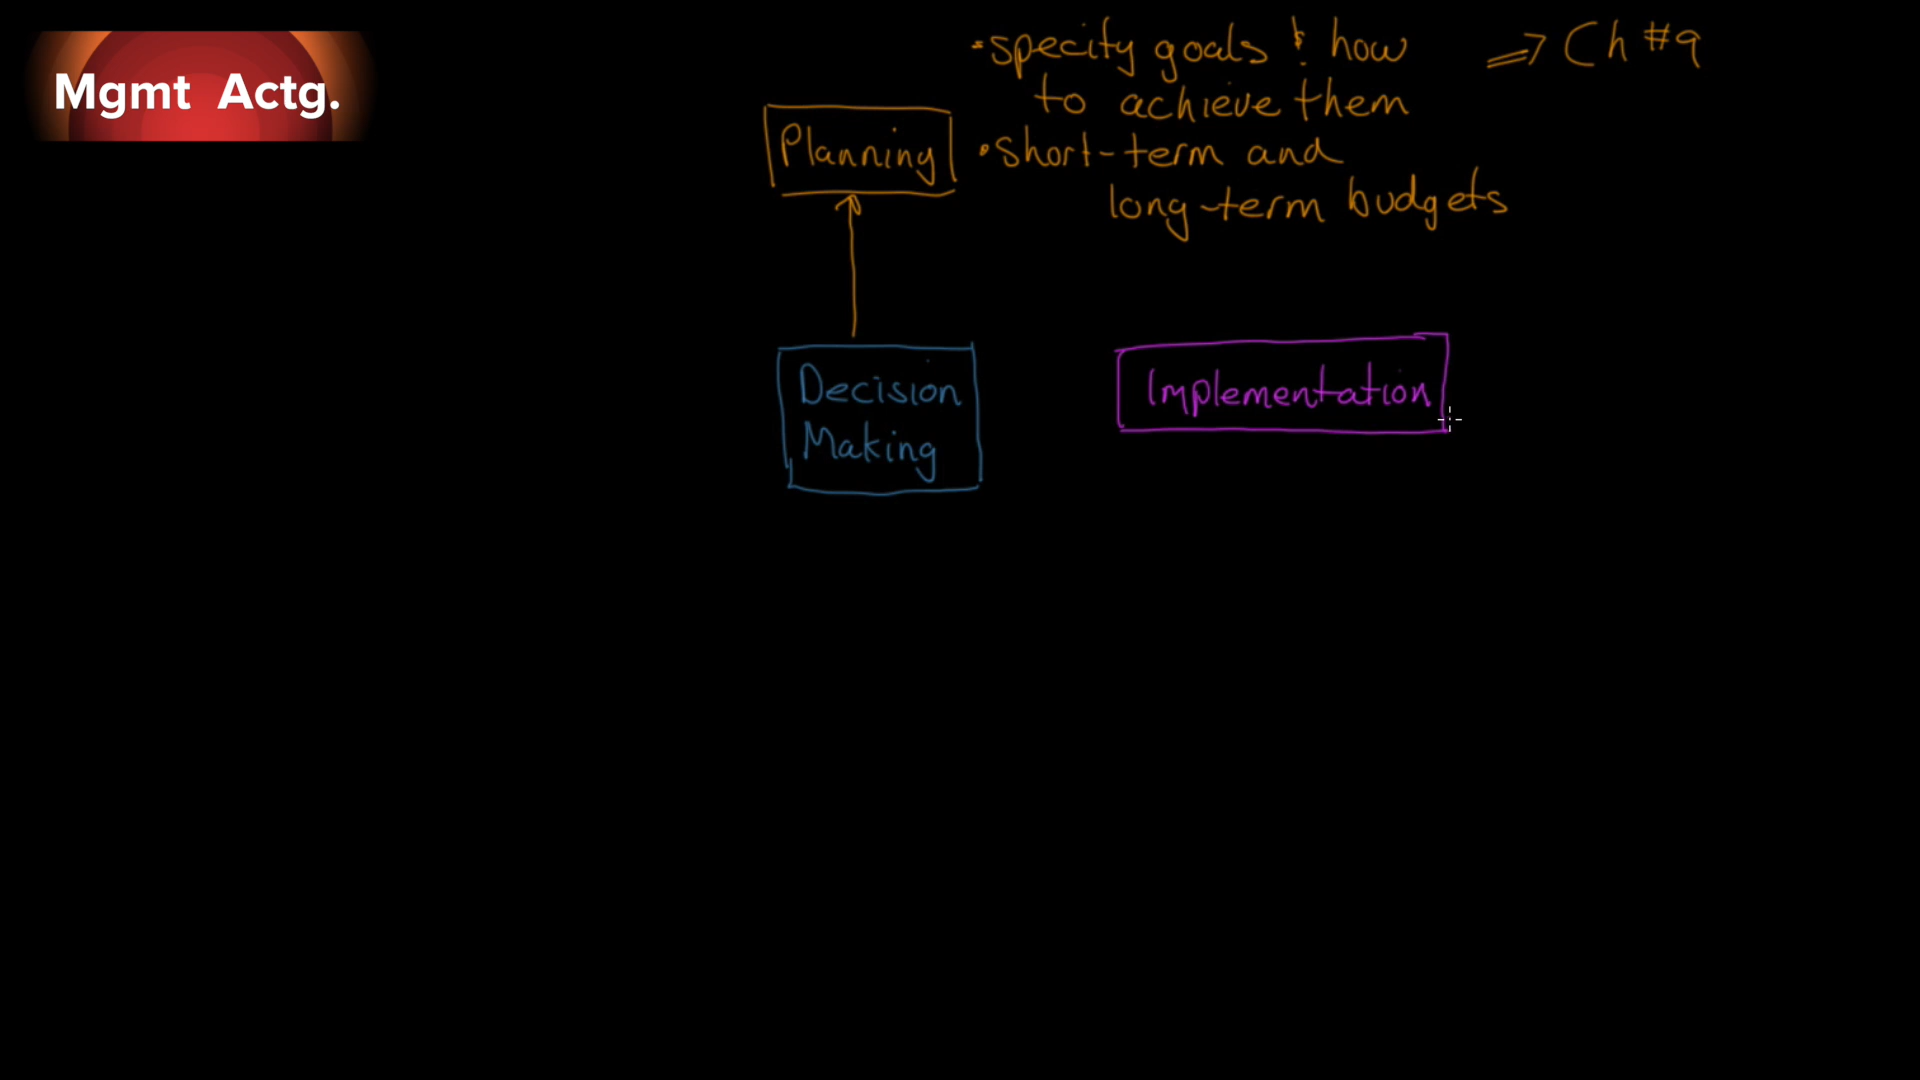 Mgmt Actg.
• specify goals & how => Ch #9
to achieve them
Planning
• short-term and
long-term budgets
Decision
Making
Implementation